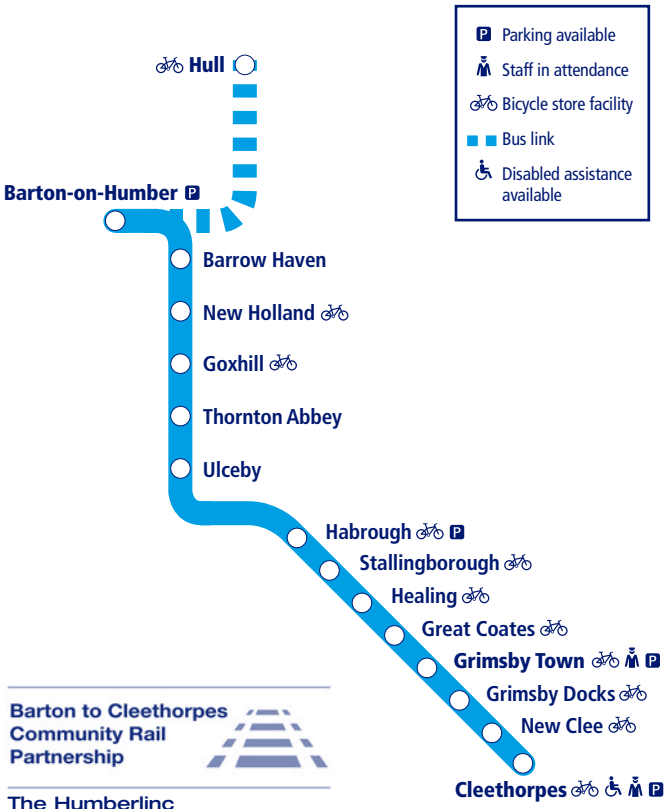 Hull
Barton-on-Humber P
Barrow Haven
New Holland
Goxhill
Thornton Abbey
Ulceby
Habrough P
Stallingborough
Healing
Great Coates
Grimsby Town P
Grimsby Docks
New Clee
Cleethorpes P
P Parking available
Staff in attendance
Bicycle store facility
Bus link
Disabled assistance
available
Barton to Cleethorpes
Community Rail
Partnership
The Humberlinc